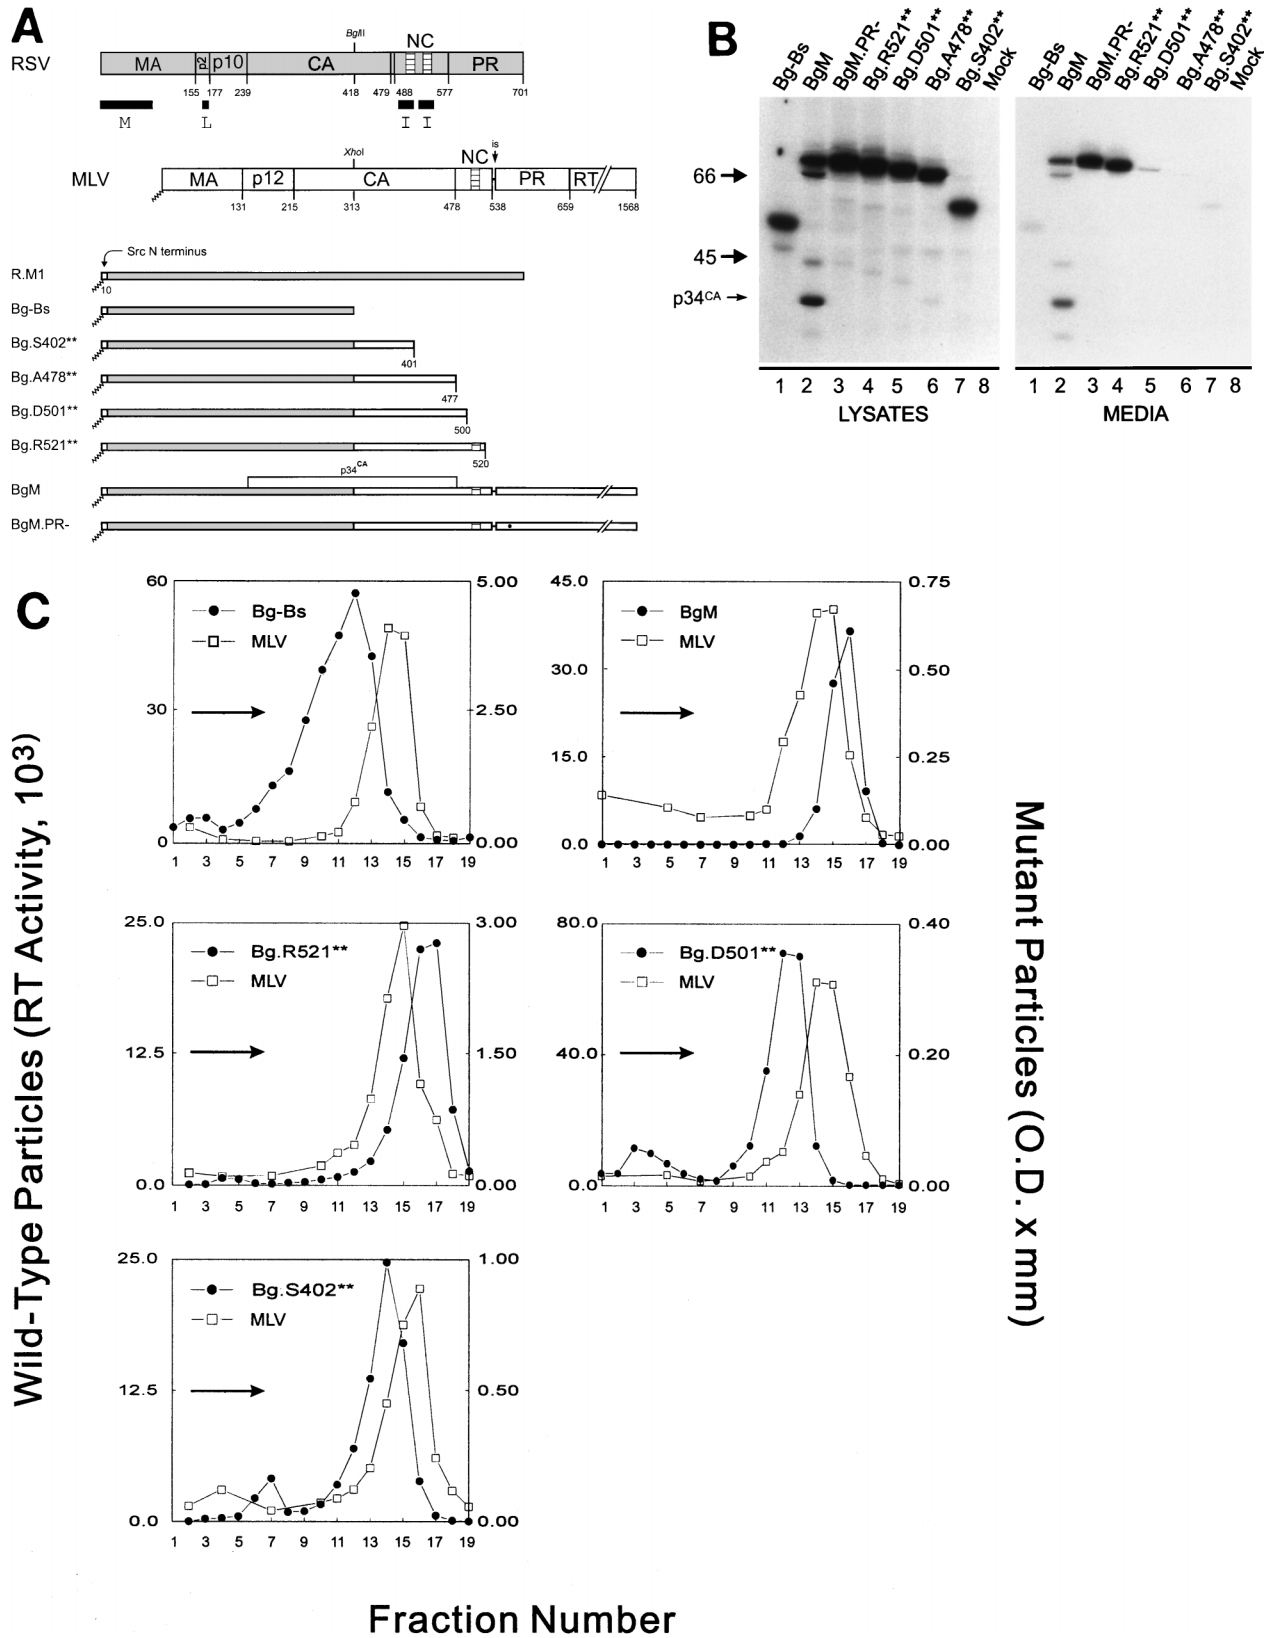 A
RSV
MA
p2
p10
CA
BglII
NC
PR
155 177 239 418 479 488 577 701
M L I I
MLV
MA
p12
XhoI
CA
NC
is
PR
RT
131 215 313 478 538 659 1568
Src N terminus
R.M1
10
Bg-Bs
Bg.S402**
401
Bg.A478**
477
Bg.D501**
500
Bg.R521**
520
p34CA
BgM
BgM.PR-
B
Bg-Bs
BgM
BgM.PR-
Bg.R521**
Bg.D501**
Bg.A478**
Bg.S402**
Mock
Bg-Bs
BgM
BgM.PR-
Bg.R521**
Bg.D501**
Bg.A478**
Bg.S402**
Mock
66
45
p34CA
1 2 3 4 5 6 7 8
LYSATES
1 2 3 4 5 6 7 8
MEDIA
C
Wild-Type Particles (RT Activity, 10³)
Mutant Particles (O.D. x mm)
60
30
0
Bg-Bs
MLV
5.00
2.50
0.00
1 3 5 7 9 11 13 15 17 19
45.0
30.0
15.0
0.0
BgM
MLV
0.75
0.50
0.25
0.00
1 3 5 7 9 11 13 15 17 19
25.0
12.5
0.0
Bg.R521**
MLV
3.00
1.50
0.00
1 3 5 7 9 11 13 15 17 19
80.0
40.0
0.0
Bg.D501**
MLV
0.40
0.20
0.00
1 3 5 7 9 11 13 15 17 19
25.0
12.5
0.0
Bg.S402**
MLV
1.00
0.50
0.00
1 3 5 7 9 11 13 15 17 19
Fraction Number